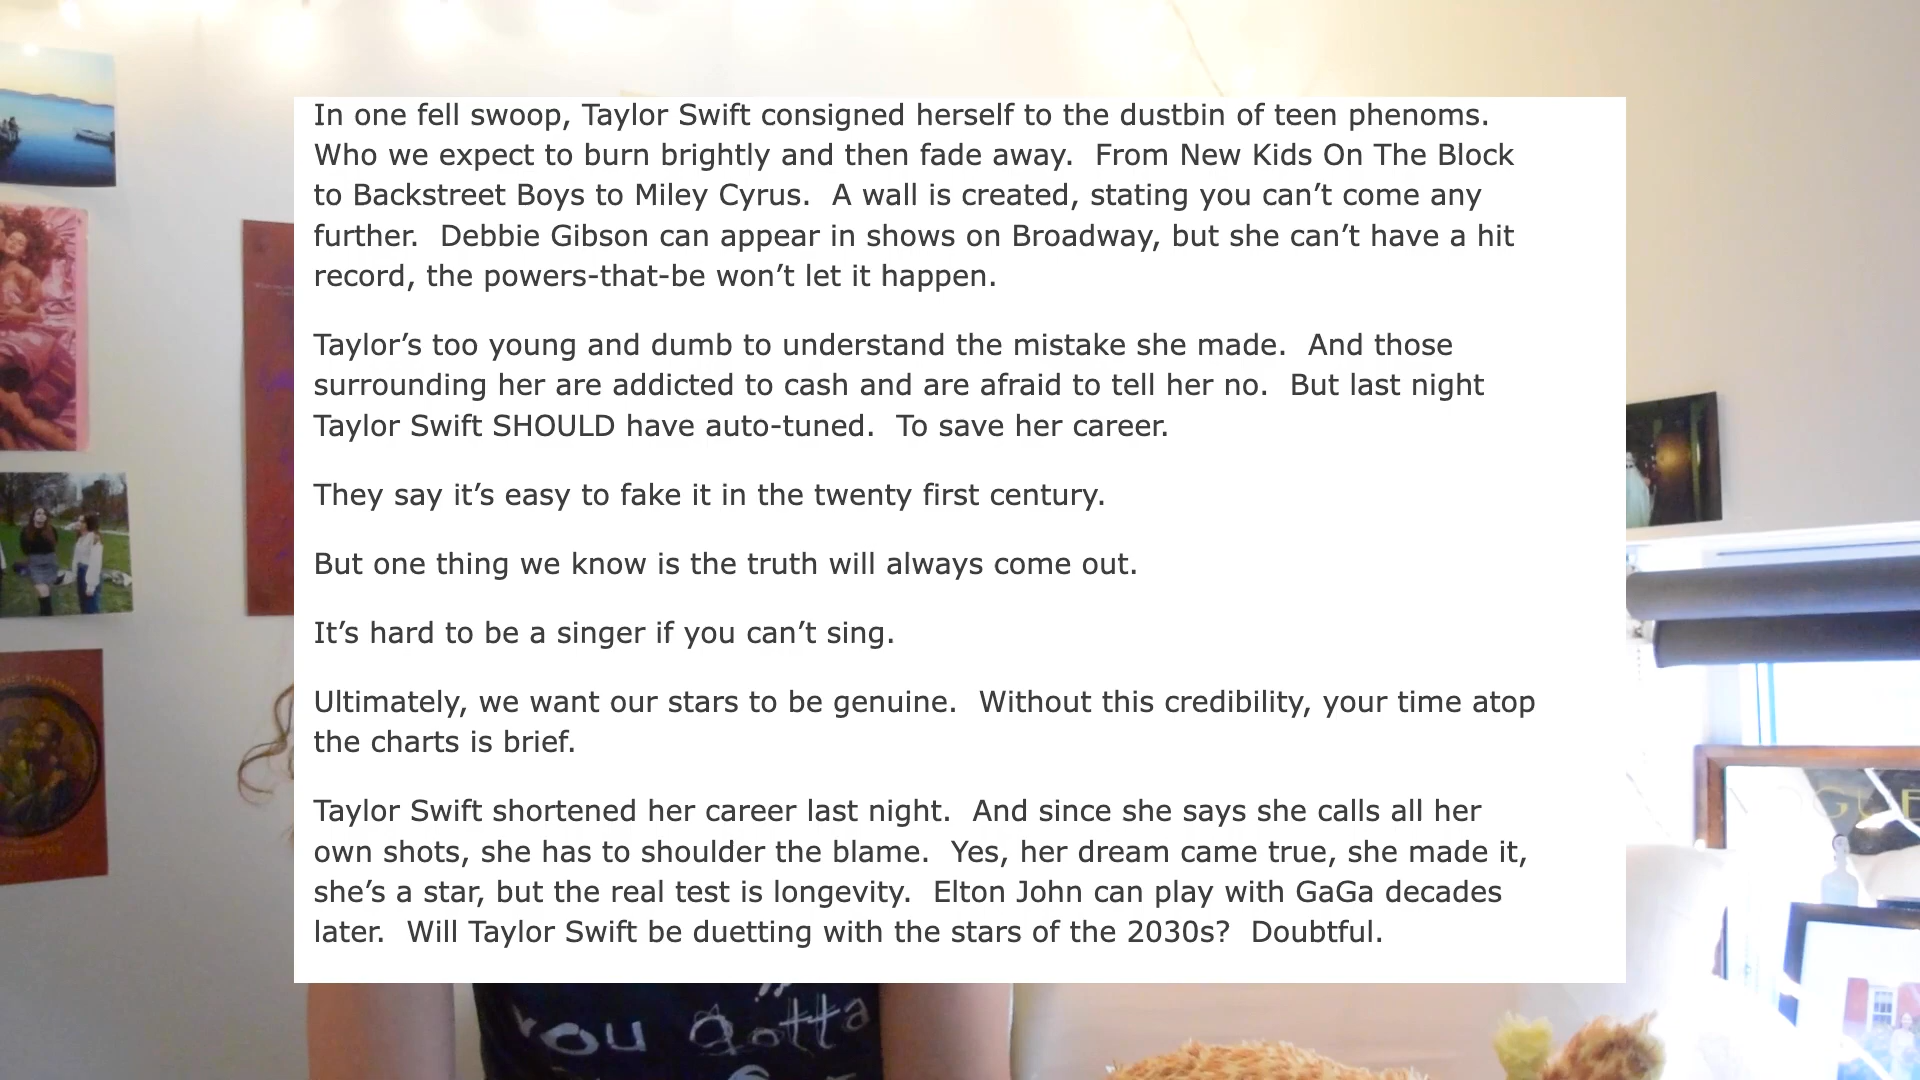 In one fell swoop, Taylor Swift consigned herself to the dustbin of teen phenoms.
Who we expect to burn brightly and then fade away.  From New Kids On The Block
to Backstreet Boys to Miley Cyrus.  A wall is created, stating you can’t come any
further.  Debbie Gibson can appear in shows on Broadway, but she can’t have a hit
record, the powers-that-be won’t let it happen.
Taylor’s too young and dumb to understand the mistake she made.  And those
surrounding her are addicted to cash and are afraid to tell her no.  But last night
Taylor Swift SHOULD have auto-tuned.  To save her career.
They say it’s easy to fake it in the twenty first century.
But one thing we know is the truth will always come out.
It’s hard to be a singer if you can’t sing.
Ultimately, we want our stars to be genuine.  Without this credibility, your time atop
the charts is brief.
Taylor Swift shortened her career last night.  And since she says she calls all her
own shots, she has to shoulder the blame.  Yes, her dream came true, she made it,
she’s a star, but the real test is longevity.  Elton John can play with GaGa decades
later.  Will Taylor Swift be duetting with the stars of the 2030s?  Doubtful.
You Gotta